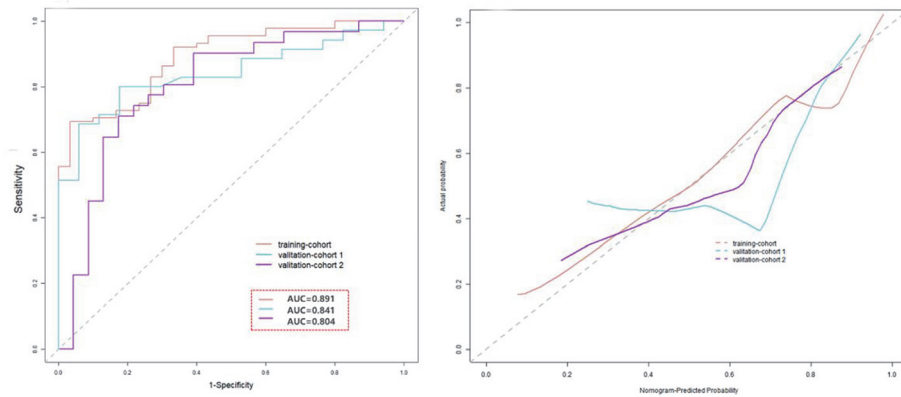 1.0
0.8
0.6
0.4
0.2
0.0
Sensitivity
training-cohort
valitation-cohort 1
valitation-cohort 2
AUC=0.891
AUC=0.841
AUC=0.804
0.0 0.2 0.4 0.6 0.8 1.0
1-Specificity
1.0
0.8
0.6
0.4
0.2
0.0
Actual probability
training-cohort
valitation-cohort 1
valitation-cohort 2
0.0 0.2 0.4 0.6 0.8 1.0
Nomogram-Predicted Probability